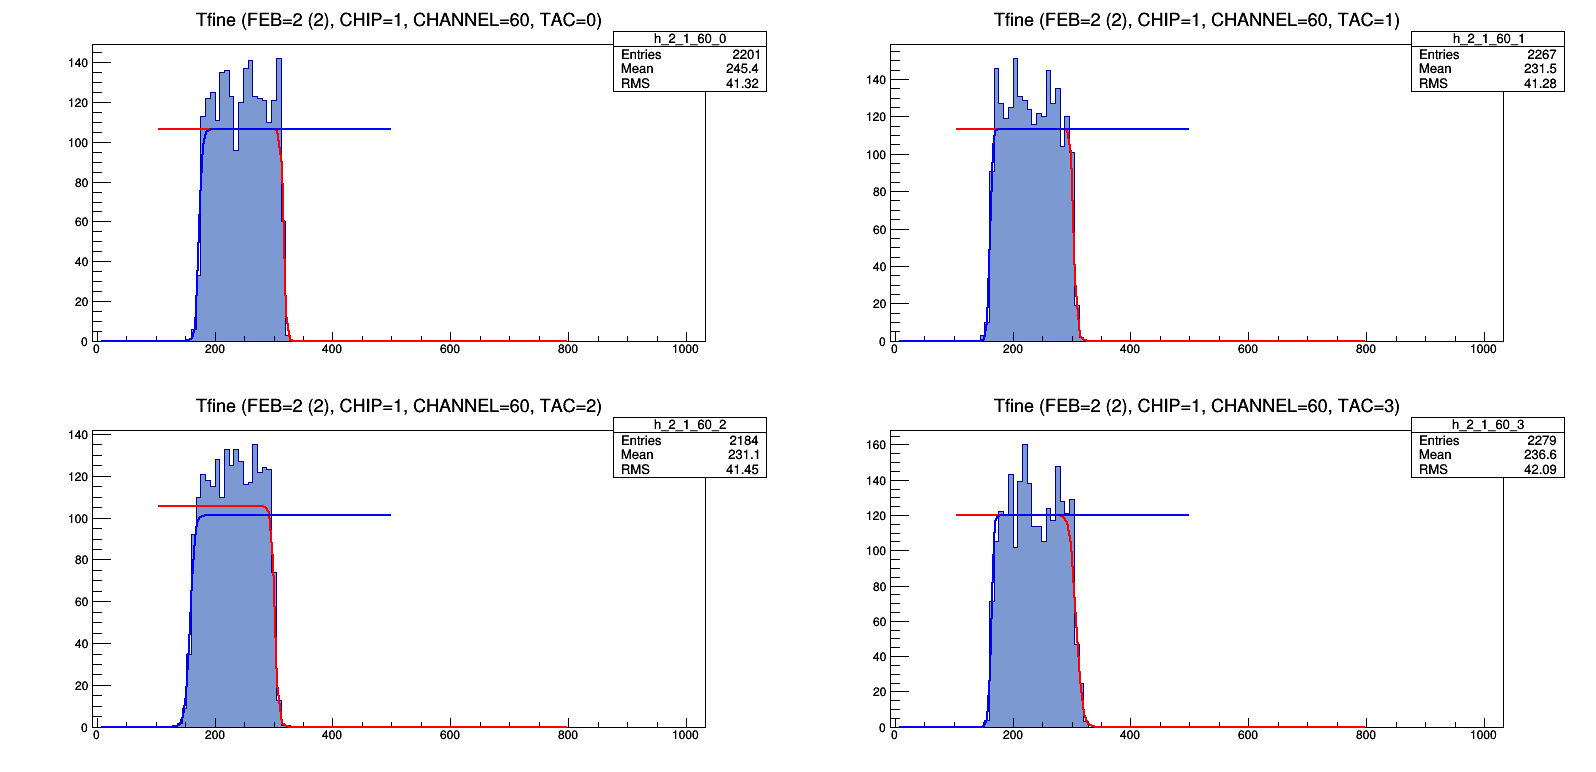 Tfine (FEB=2 (2), CHIP=1, CHANNEL=60, TAC=0)
h_2_1_60_0
Entries 2201
Mean 245.4
RMS 41.32
140
120
100
80
60
40
20
0
0 200 400 600 800 1000
Tfine (FEB=2 (2), CHIP=1, CHANNEL=60, TAC=1)
h_2_1_60_1
Entries 2267
Mean 231.5
RMS 41.28
140
120
100
80
60
40
20
0
0 200 400 600 800 1000
Tfine (FEB=2 (2), CHIP=1, CHANNEL=60, TAC=2)
h_2_1_60_2
Entries 2184
Mean 231.1
RMS 41.45
140
120
100
80
60
40
20
0
0 200 400 600 800 1000
Tfine (FEB=2 (2), CHIP=1, CHANNEL=60, TAC=3)
h_2_1_60_3
Entries 2279
Mean 236.6
RMS 42.09
160
140
120
100
80
60
40
20
0
0 200 400 600 800 1000